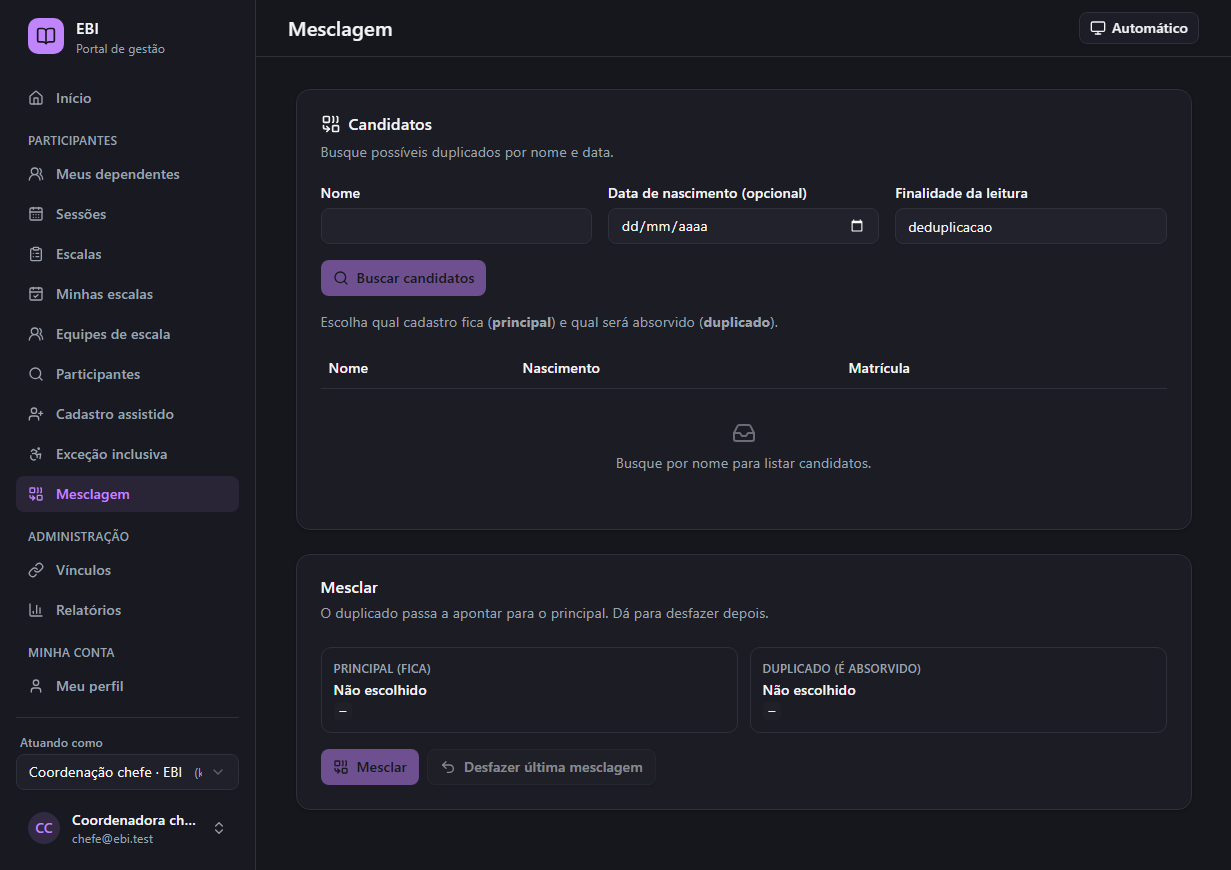 EBI
Portal de gestão
Início
PARTICIPANTES
Meus dependentes
Sessões
Escalas
Minhas escalas
Equipes de escala
Participantes
Cadastro assistido
Exceção inclusiva
Mesclagem
ADMINISTRAÇÃO
Vínculos
Relatórios
MINHA CONTA
Meu perfil
Atuando como
Coordenação chefe · EBI
CC
Coordenadora ch...
chefe@ebi.test
Mesclagem
Automático
Candidatos
Busque possíveis duplicados por nome e data.
Nome
Data de nascimento (opcional)
Finalidade da leitura
dd/mm/aaaa
deduplicacao
Buscar candidatos
Escolha qual cadastro fica (principal) e qual será absorvido (duplicado).
Nome
Nascimento
Matrícula
Busque por nome para listar candidatos.
Mesclar
O duplicado passa a apontar para o principal. Dá para desfazer depois.
PRINCIPAL (FICA)
Não escolhido
–
DUPLICADO (É ABSORVIDO)
Não escolhido
–
Mesclar
Desfazer última mesclagem